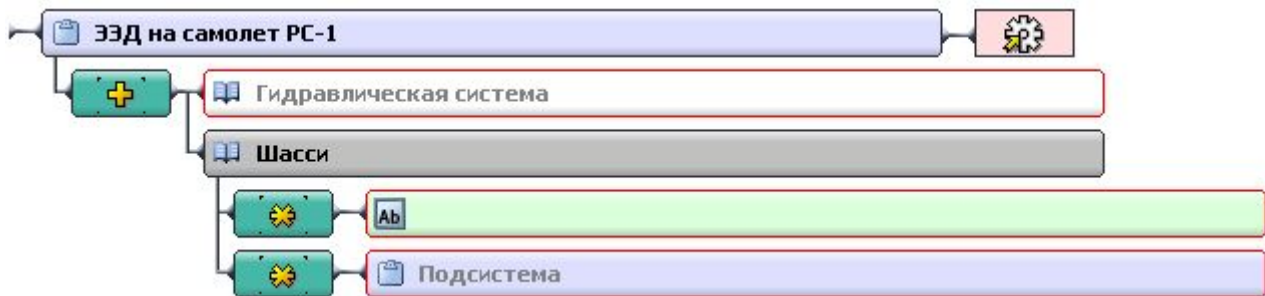 ЭЭД на самолет РС-1
Гидравлическая система
Шасси
Ab
Подсистема